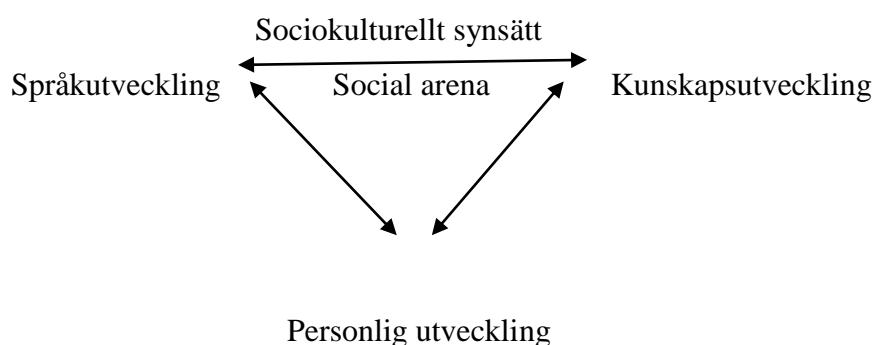 Sociokulturellt synsätt
Språkutveckling Social arena Kunskapsutveckling
Personlig utveckling